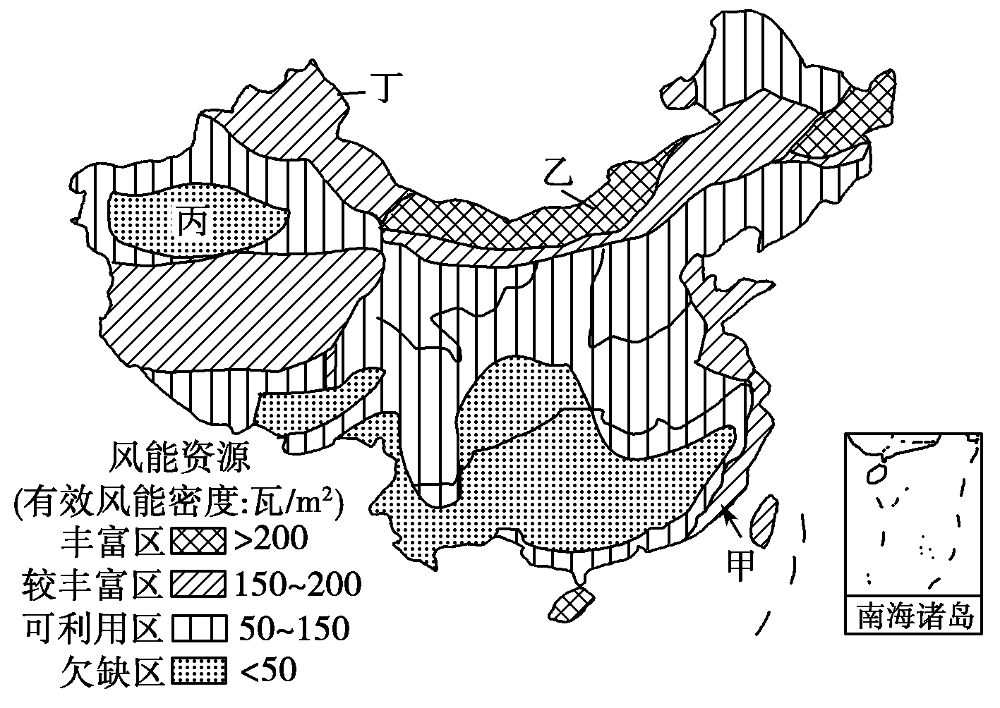 丁
乙
丙
甲
风能资源
(有效风能密度:瓦/m²)
丰富区 >200
较丰富区 150~200
可利用区 50~150
欠缺区 <50
南海诸岛